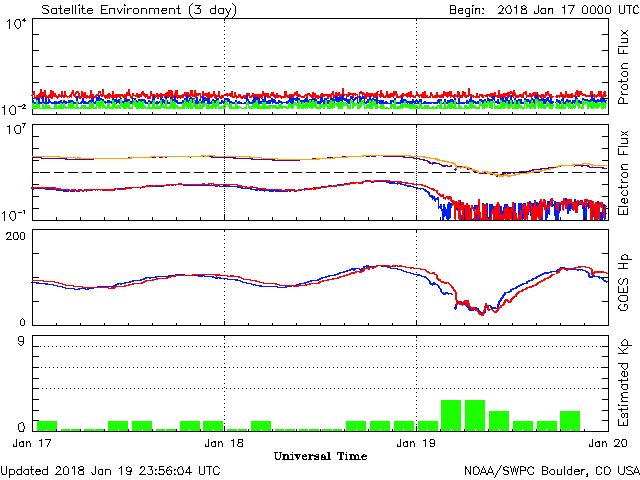 Satellite Environment (3 day) Begin: 2018 Jan 17 0000 UTC
10^4
10^-2
Proton Flux
10^7
10^-1
Electron Flux
200
100
0
GOES Hp
9
0
Estimated Kp
Jan 17 Jan 18 Jan 19 Jan 20
Universal Time
Updated 2018 Jan 19 23:56:04 UTC NOAA/SWPC Boulder, CO USA